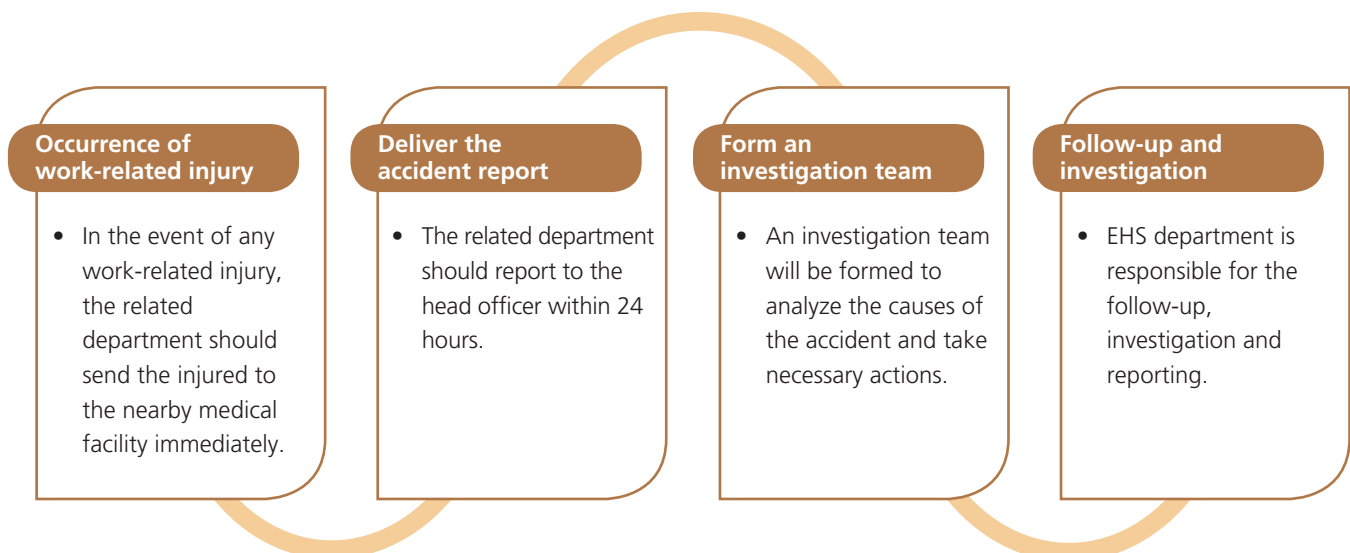 Occurrence of
work-related injury
• In the event of any
work-related injury,
the related
department should
send the injured to
the nearby medical
facility immediately.
Deliver the
accident report
• The related department
should report to the
head officer within 24
hours.
Form an
investigation team
• An investigation team
will be formed to
analyze the causes of
the accident and take
necessary actions.
Follow-up and
investigation
• EHS department is
responsible for the
follow-up,
investigation and
reporting.